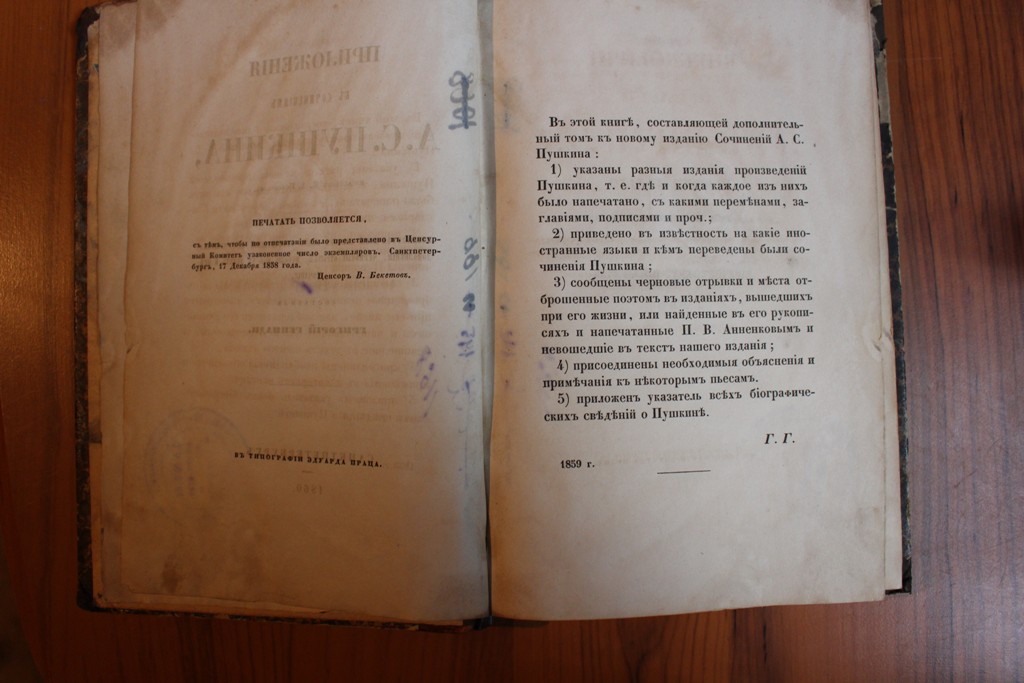 ПЕЧАТАТЬ ПОЗВОЛЯЕТСЯ,
съ тѣмъ, чтобы по отпечатаніи было представлено въ Ценсур-
ный Комитетъ узаконенное число экземпляровъ. Санктпетер-
бургъ, 17 Декабря 1858 года.
Ценсоръ В. Бекетовъ.
ВЪ ТИПОГРАФІИ ЭДУАРДА ПРАЦА.
Въ этой книгѣ, составляющей дополнитель-
ный томъ къ новому изданію Сочиненій А. С.
Пушкина :
1) указаны разныя изданія произведеній
Пушкина, т. е. гдѣ и когда каждое изъ нихъ
было напечатано, съ какими перемѣнами, за-
главіями, подписями и проч.;
2) приведено въ извѣстность на какіе ино-
странные языки и кѣмъ переведены были со-
чиненія Пушкина ;
3) сообщены черновые отрывки и мѣста от-
брошенные поэтомъ въ изданіяхъ, вышедшихъ
при его жизни, или найденные въ его рукопи-
сяхъ и напечатанные П. В. Анненковымъ и
невошедшіе въ текстъ нашего изданія ;
4) присоединены необходимыя объясненія и
примѣчанія къ нѣкоторымъ пьесамъ.
5) приложенъ указатель всѣхъ біографиче-
скихъ свѣдѣній о Пушкинѣ.
Г. Г.
1859 г.